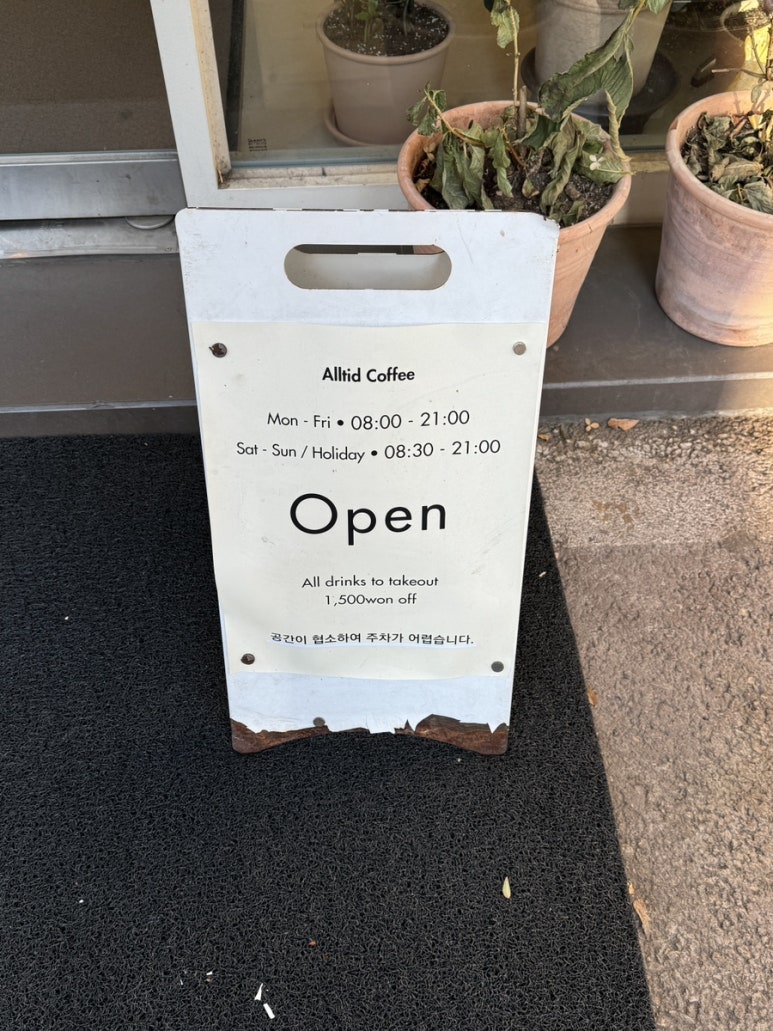 Alltid Coffee
Mon - Fri • 08:00 - 21:00
Sat - Sun / Holiday • 08:30 - 21:00
Open
All drinks to takeout
1,500won off
공간이 협소하여 주차가 어렵습니다.